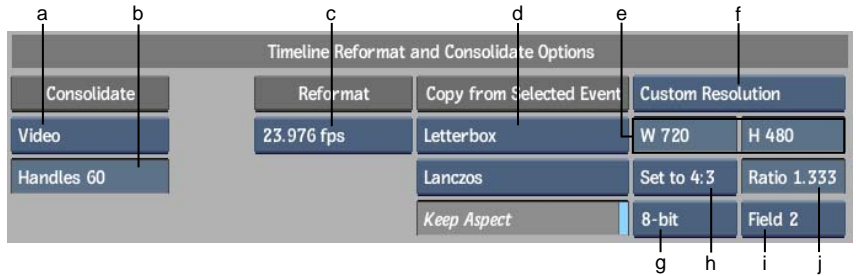 a b c d e f
Timeline Reformat and Consolidate Options
Consolidate Reformat Copy from Selected Event Custom Resolution
Video 23.976 fps Letterbox W 720 H 480
Handles 60 Lanczos Set to 4:3 Ratio 1.333
Keep Aspect 8-bit Field 2
g h i j